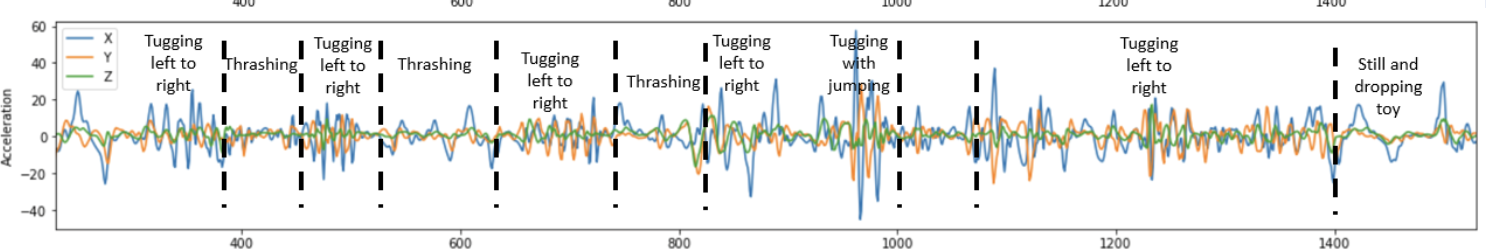 400 600 800 1000 1200 1400
60
40
20
0
−20
−40
Acceleration
X
Y
Z
Tugging
left to
right
Thrashing
Tugging
left to
right
Thrashing
Tugging
left to
right
Thrashing
Tugging
left to
right
Tugging
with
jumping
Tugging
left to
right
Still and
dropping
toy
400 600 800 1000 1200 1400